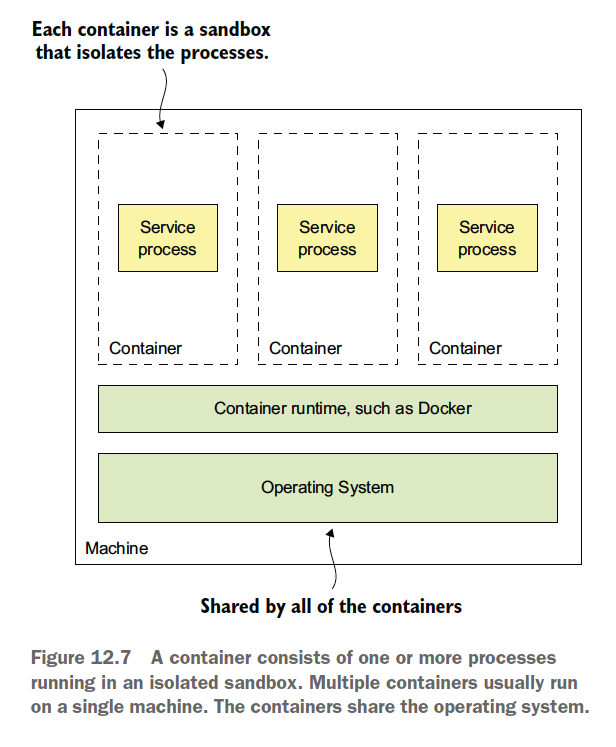 Each container is a sandbox
that isolates the processes.
Service
process
Service
process
Service
process
Container
Container
Container
Container runtime, such as Docker
Operating System
Machine
Shared by all of the containers
Figure 12.7 A container consists of one or more processes
running in an isolated sandbox. Multiple containers usually run
on a single machine. The containers share the operating system.